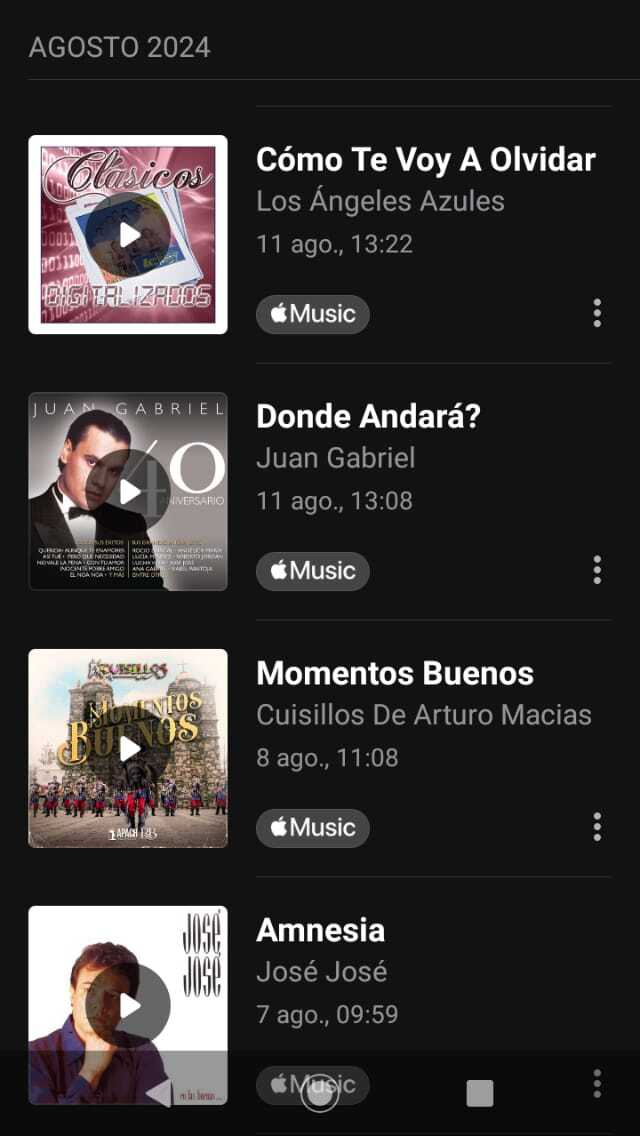 AGOSTO 2024
Clásicos
DIGITALIZADOS
Cómo Te Voy A Olvidar
Los Ángeles Azules
11 ago., 13:22
Music
JUAN GABRIEL
40
ANIVERSARIO
Donde Andará?
Juan Gabriel
11 ago., 13:08
Music
CUISILLOS
MOMENTOS
BUENOS
Momentos Buenos
Cuisillos De Arturo Macias
8 ago., 11:08
Music
JOSÉ
JOSÉ
Amnesia
José José
7 ago., 09:59
Music